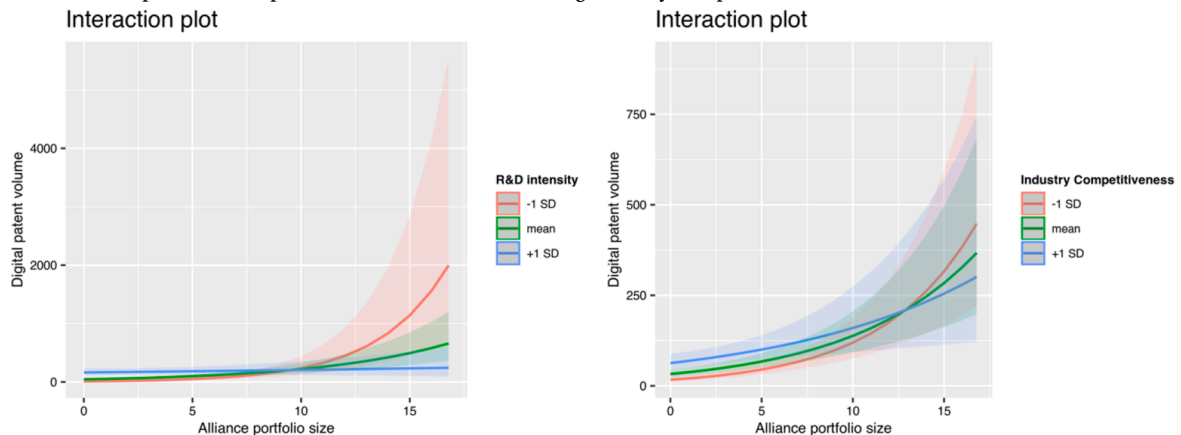 Interaction plot
Digital patent volume
4000
2000
0
0 5 10 15
Alliance portfolio size
R&D intensity
-1 SD
mean
+1 SD
Interaction plot
Digital patent volume
750
500
250
0
0 5 10 15
Alliance portfolio size
Industry Competitiveness
-1 SD
mean
+1 SD